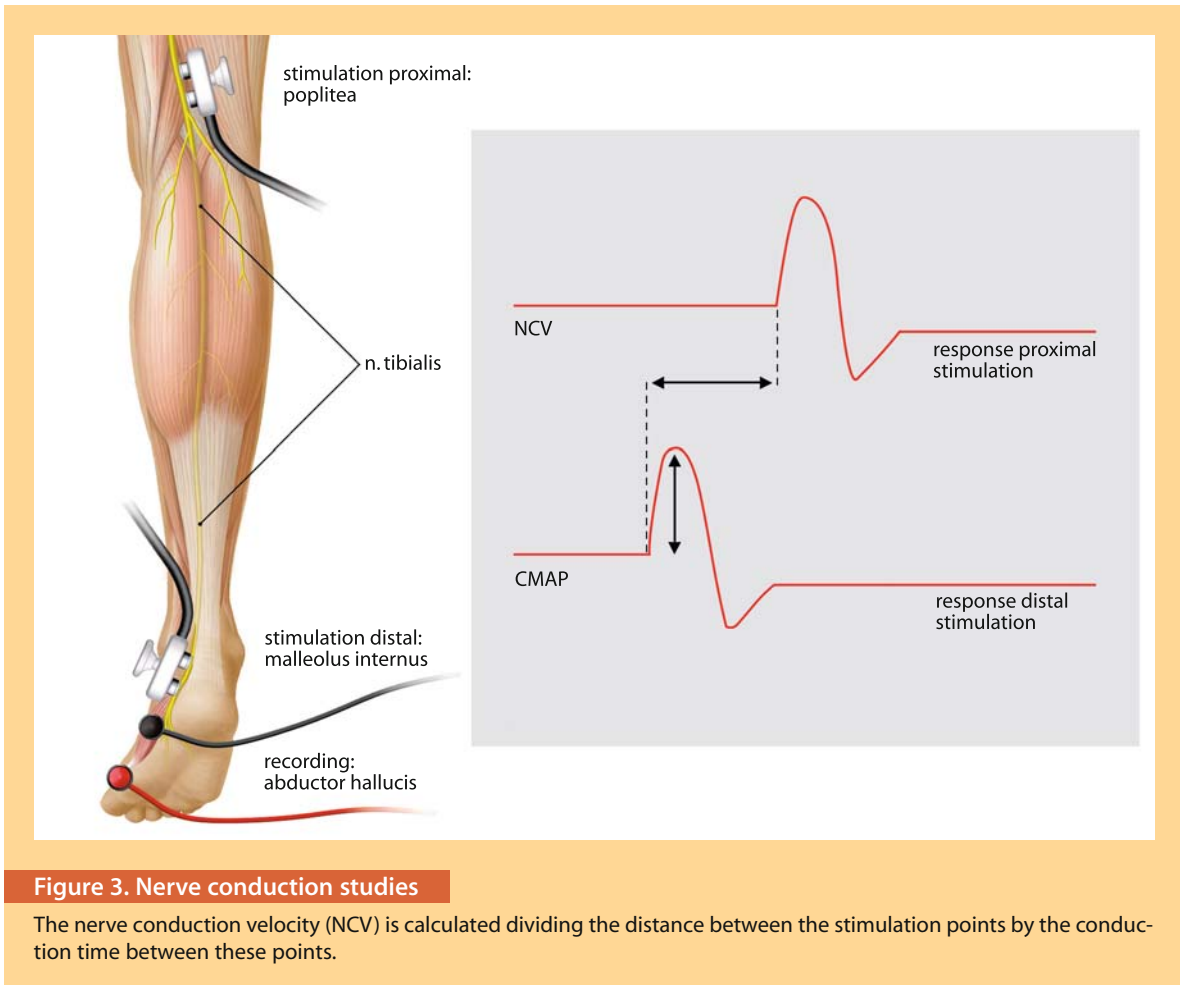 stimulation proximal:
poplitea
n. tibialis
stimulation distal:
malleolus internus
recording:
abductor hallucis
NCV
response proximal
stimulation
CMAP
response distal
stimulation
Figure 3. Nerve conduction studies
The nerve conduction velocity (NCV) is calculated dividing the distance between the stimulation points by the conduc-
tion time between these points.